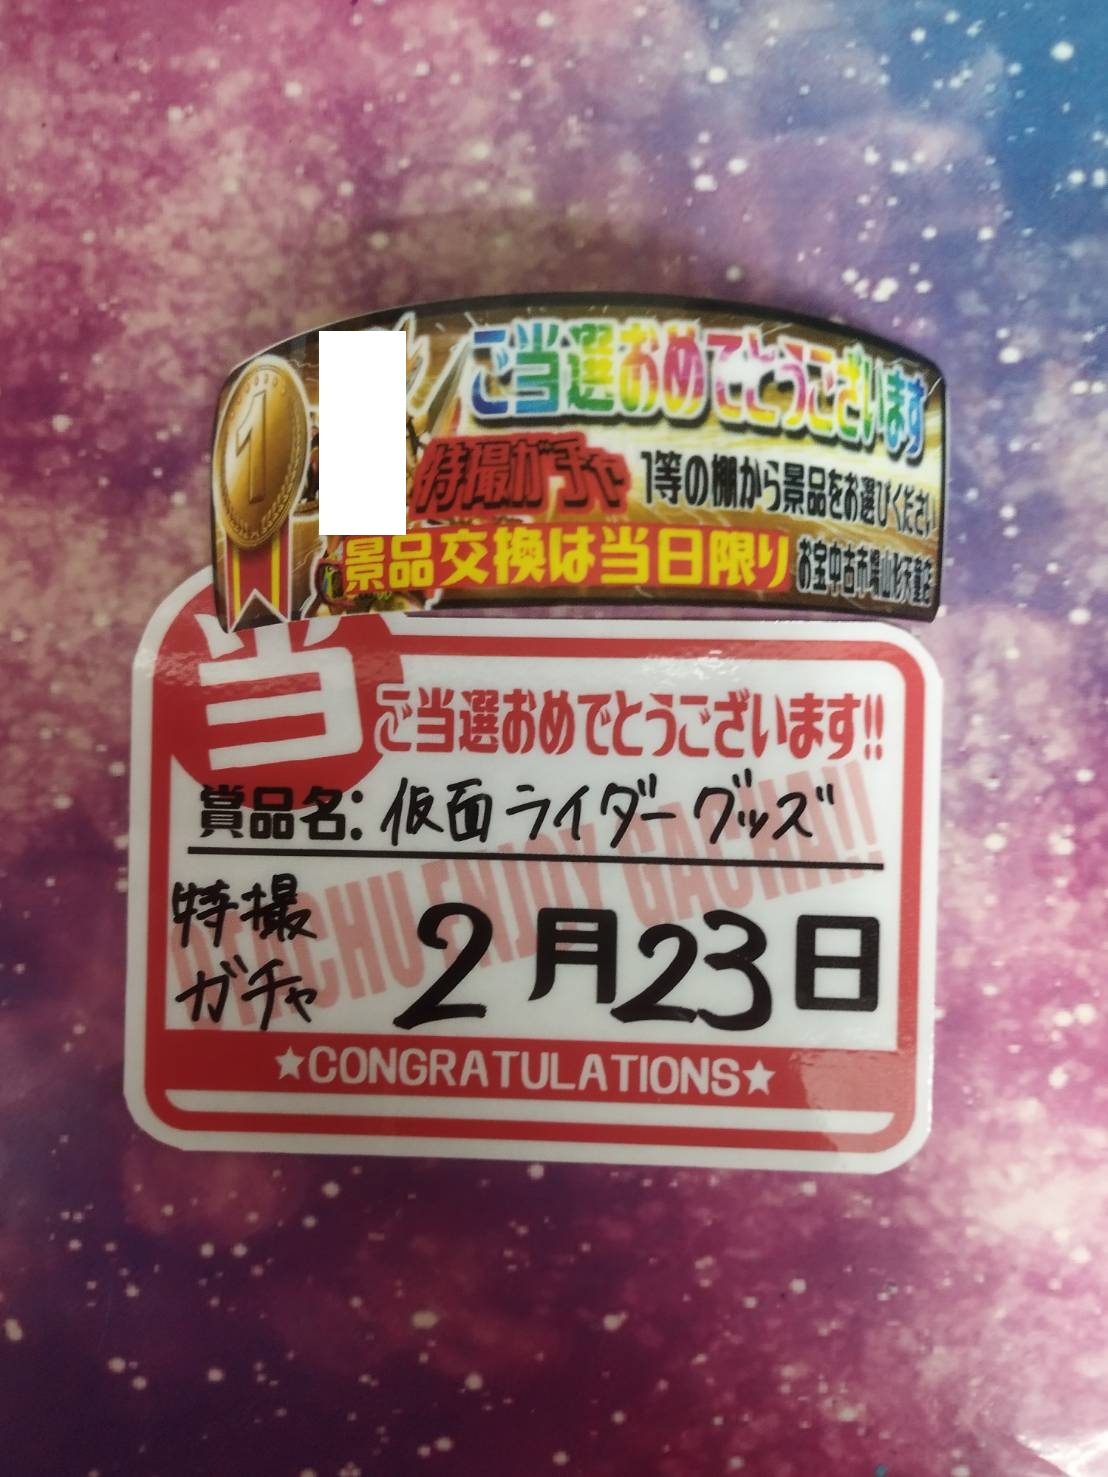 1
ご当選おめでとうございます
特撮ガチャ 1等の棚から景品をお選びください
景品交換は当日限り お宝中古市場山形天童店
当
ご当選おめでとうございます!!
賞品名: 仮面ライダーグッズ
特撮
ガチャ
2月23日
ENJOY GACHA!!
★CONGRATULATIONS★